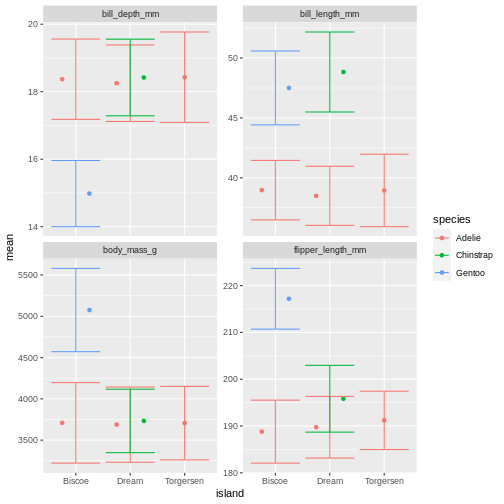 bill_depth_mm
bill_length_mm
20
18
16
14
50
45
40
body_mass_g
flipper_length_mm
5500
5000
4500
4000
3500
220
210
200
190
180
Biscoe
Dream
Torgersen
Biscoe
Dream
Torgersen
island
mean
species
Adelie
Chinstrap
Gentoo